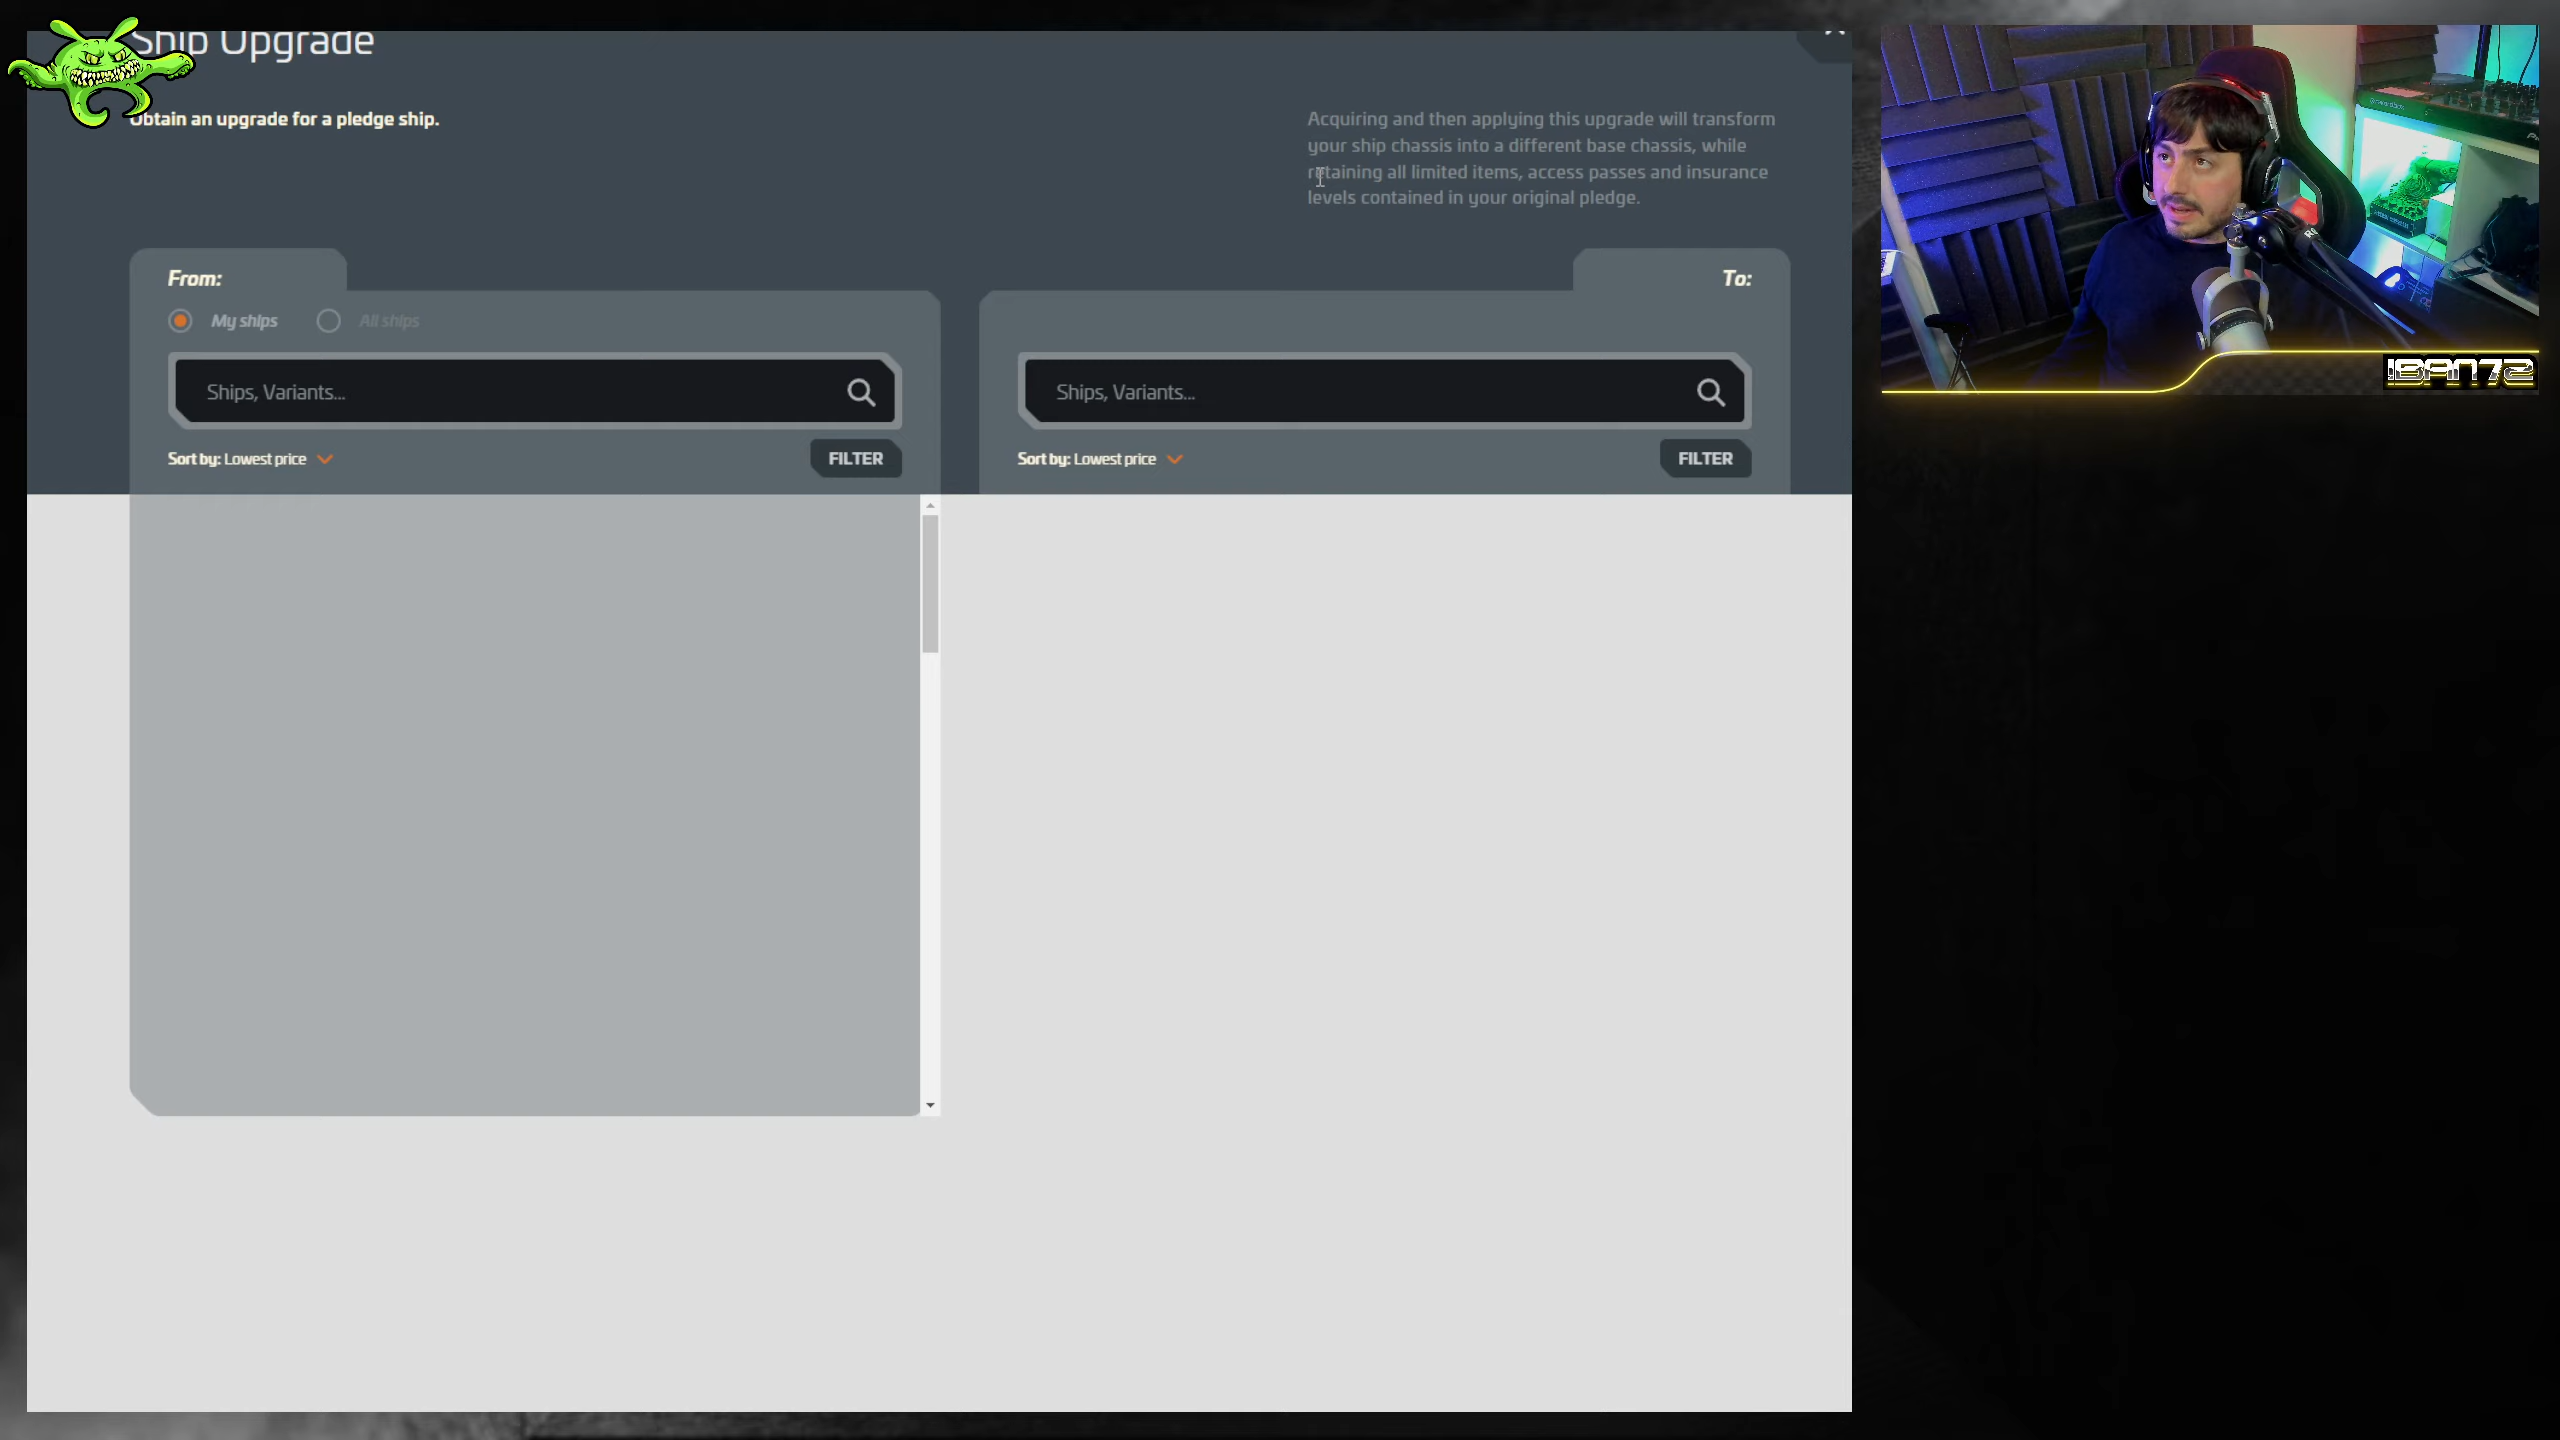 Ship Upgrade
Obtain an upgrade for a pledge ship.
Acquiring and then applying this upgrade will transform
your ship chassis into a different base chassis, while
retaining all limited items, access passes and insurance
levels contained in your original pledge.
From:
My ships
All ships
Ships, Variants...
Sort by: Lowest price
FILTER
To:
Ships, Variants...
Sort by: Lowest price
FILTER
IBAN72